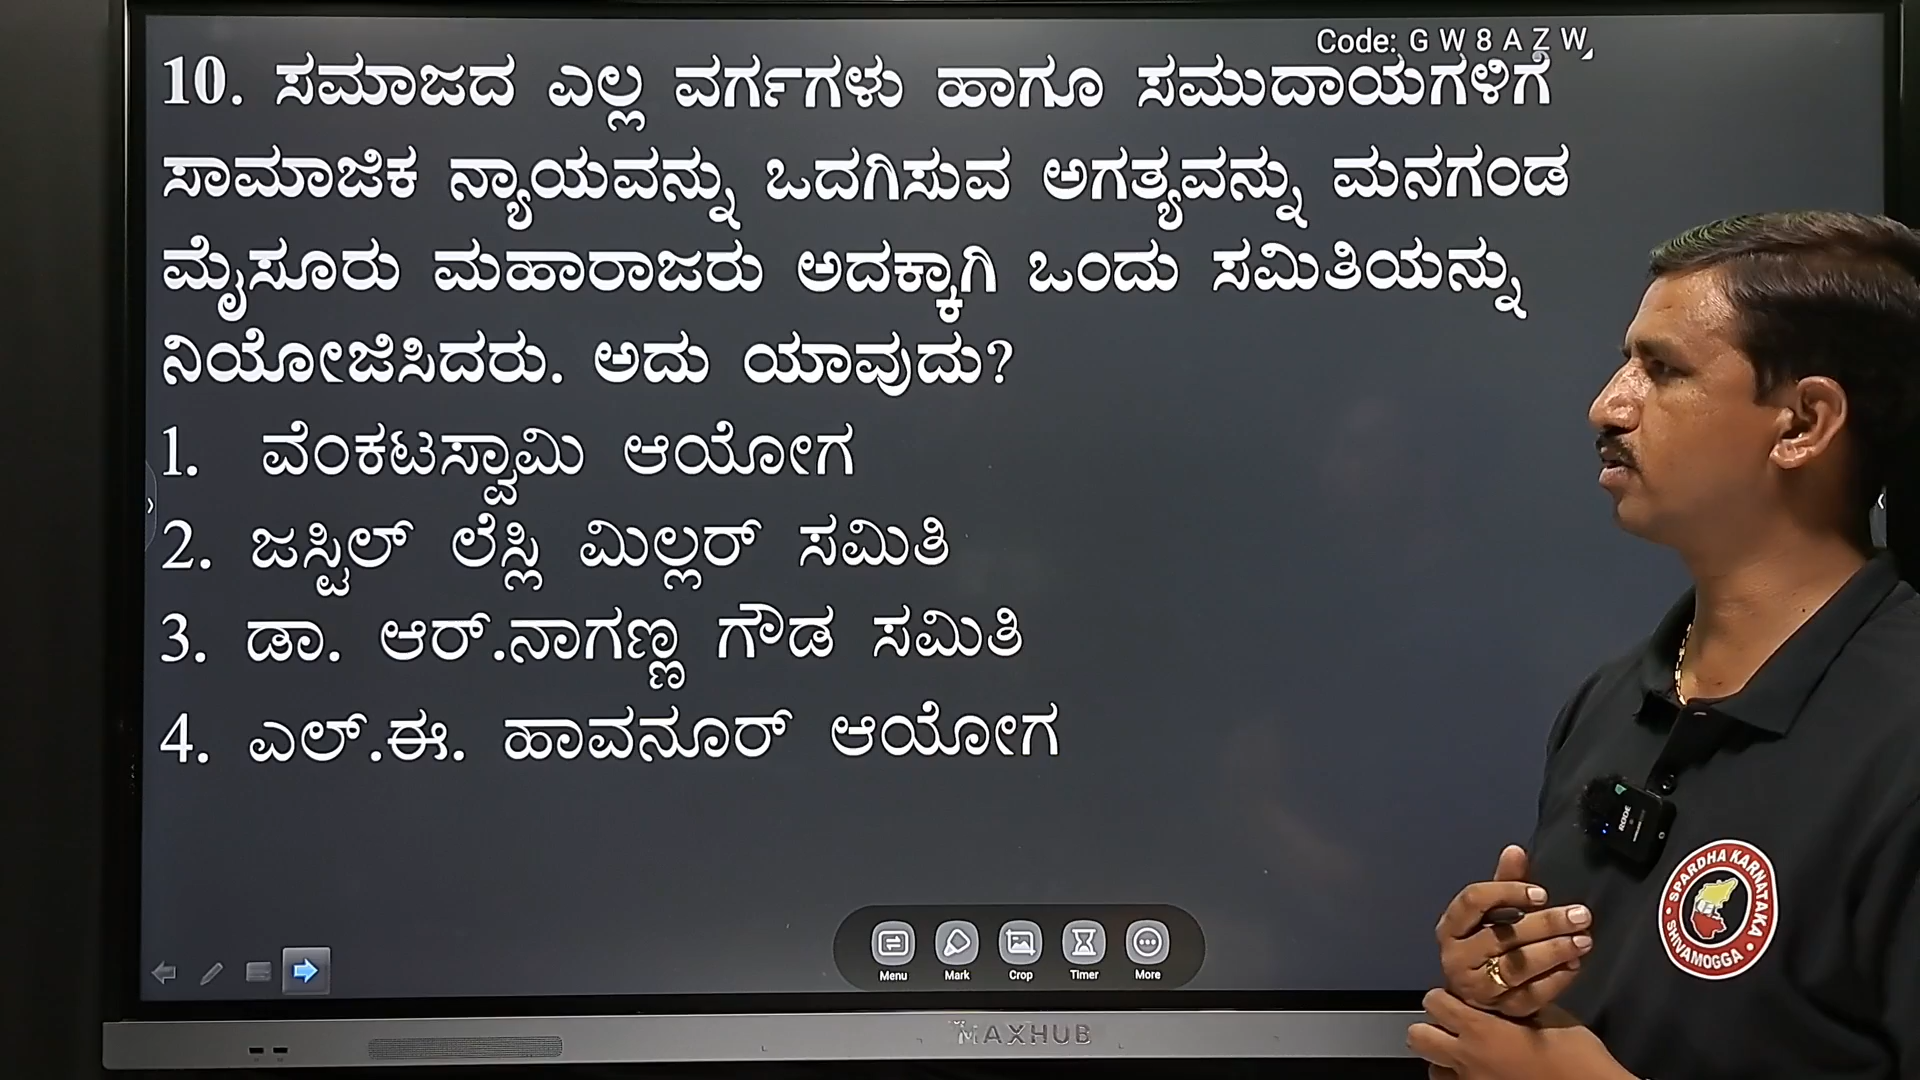 Code: G W 8 A Z W
10. ಸಮಾಜದ ಎಲ್ಲ ವರ್ಗಗಳು ಹಾಗೂ ಸಮುದಾಯಗಳಿಗೆ
ಸಾಮಾಜಿಕ ನ್ಯಾಯವನ್ನು ಒದಗಿಸುವ ಅಗತ್ಯವನ್ನು ಮನಗಂಡ
ಮೈಸೂರು ಮಹಾರಾಜರು ಅದಕ್ಕಾಗಿ ಒಂದು ಸಮಿತಿಯನ್ನು
ನಿಯೋಜಿಸಿದರು. ಅದು ಯಾವುದು?
1. ವೆಂಕಟಸ್ವಾಮಿ ಆಯೋಗ
2. ಜಸ್ಟಿಲ್ ಲೆಸ್ಲಿ ಮಿಲ್ಲರ್ ಸಮಿತಿ
3. ಡಾ. ಆರ್.ನಾಗಣ್ಣ ಗೌಡ ಸಮಿತಿ
4. ಎಲ್.ಈ. ಹಾವನೂರ್ ಆಯೋಗ
Menu Mark Crop Timer More
MAXHUB
RØDE
SPARDHA KARNATAKA
SHIVAMOGGA